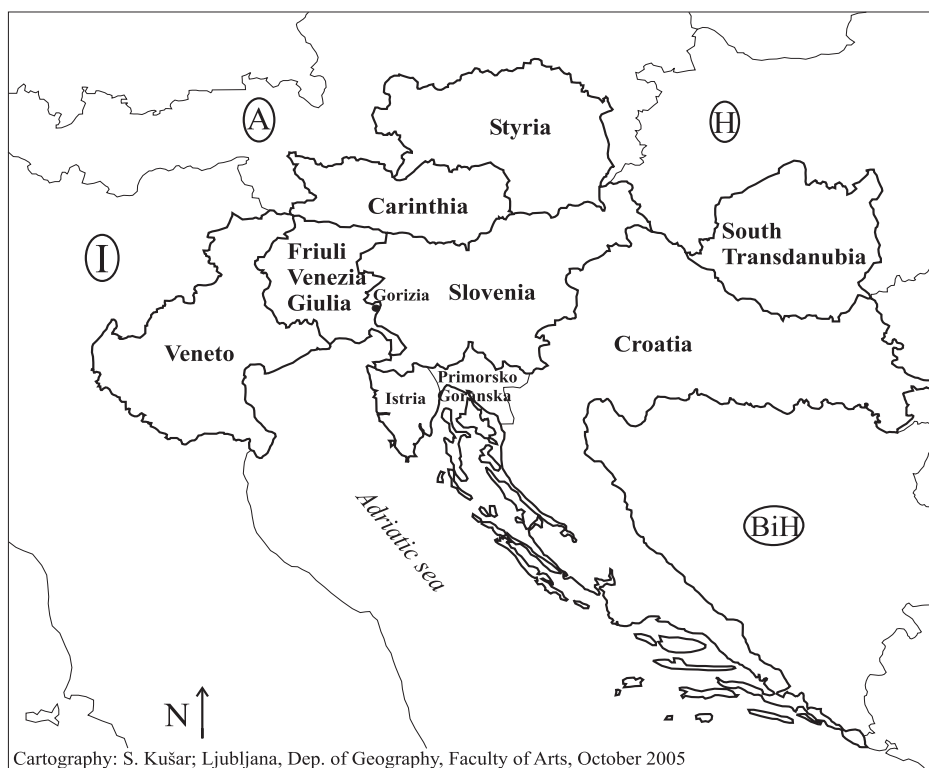 A
H
Styria
Carinthia
South
Transdanubia
Friuli
Venezia
Giulia
I
Gorizia
Slovenia
Veneto
Croatia
Primorsko
Goranska
Istria
Adriatic sea
BiH
N
Cartography: S. Kušar; Ljubljana, Dep. of Geography, Faculty of Arts, October 2005